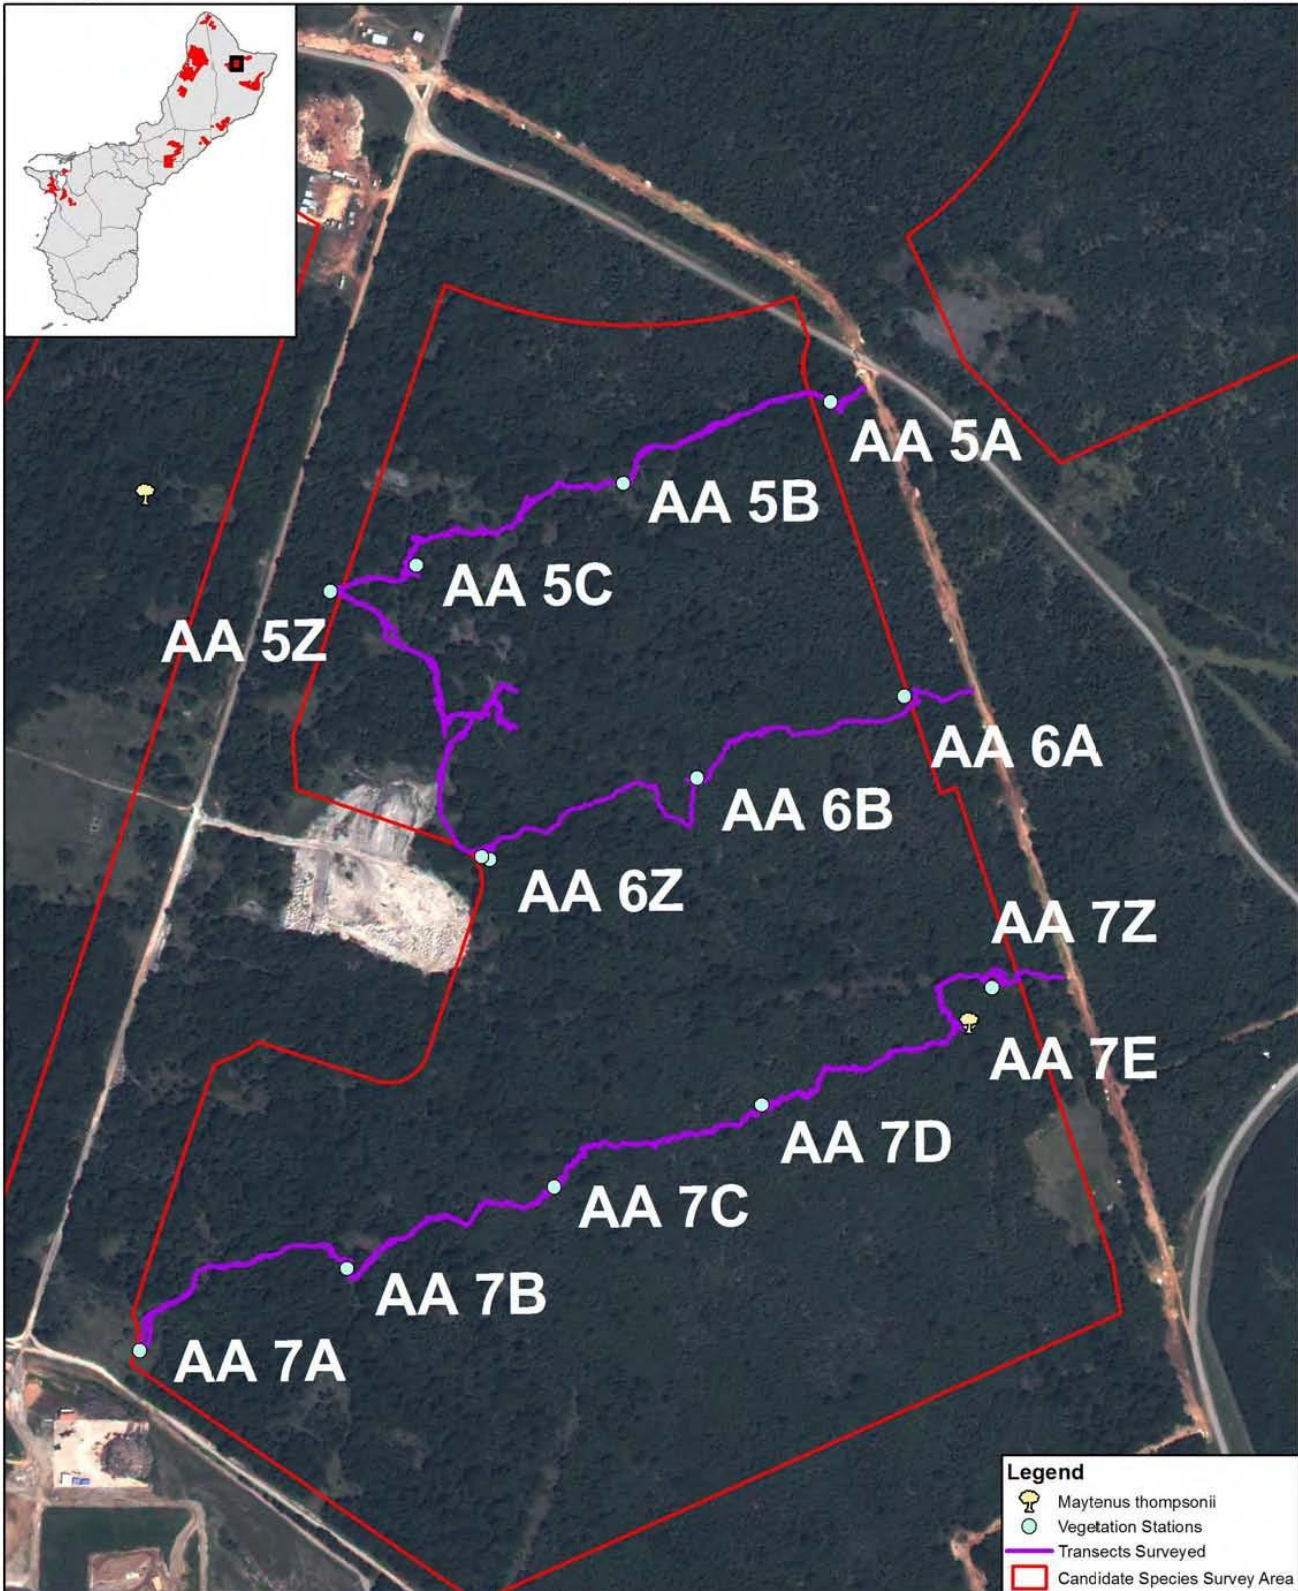 AA 5A
AA 5B
AA 5C
AA 5Z
AA 6A
AA 6B
AA 6Z
AA 7Z
AA 7E
AA 7D
AA 7C
AA 7B
AA 7A
Legend
Maytenus thompsonii
Vegetation Stations
Transects Surveyed
Candidate Species Survey Area